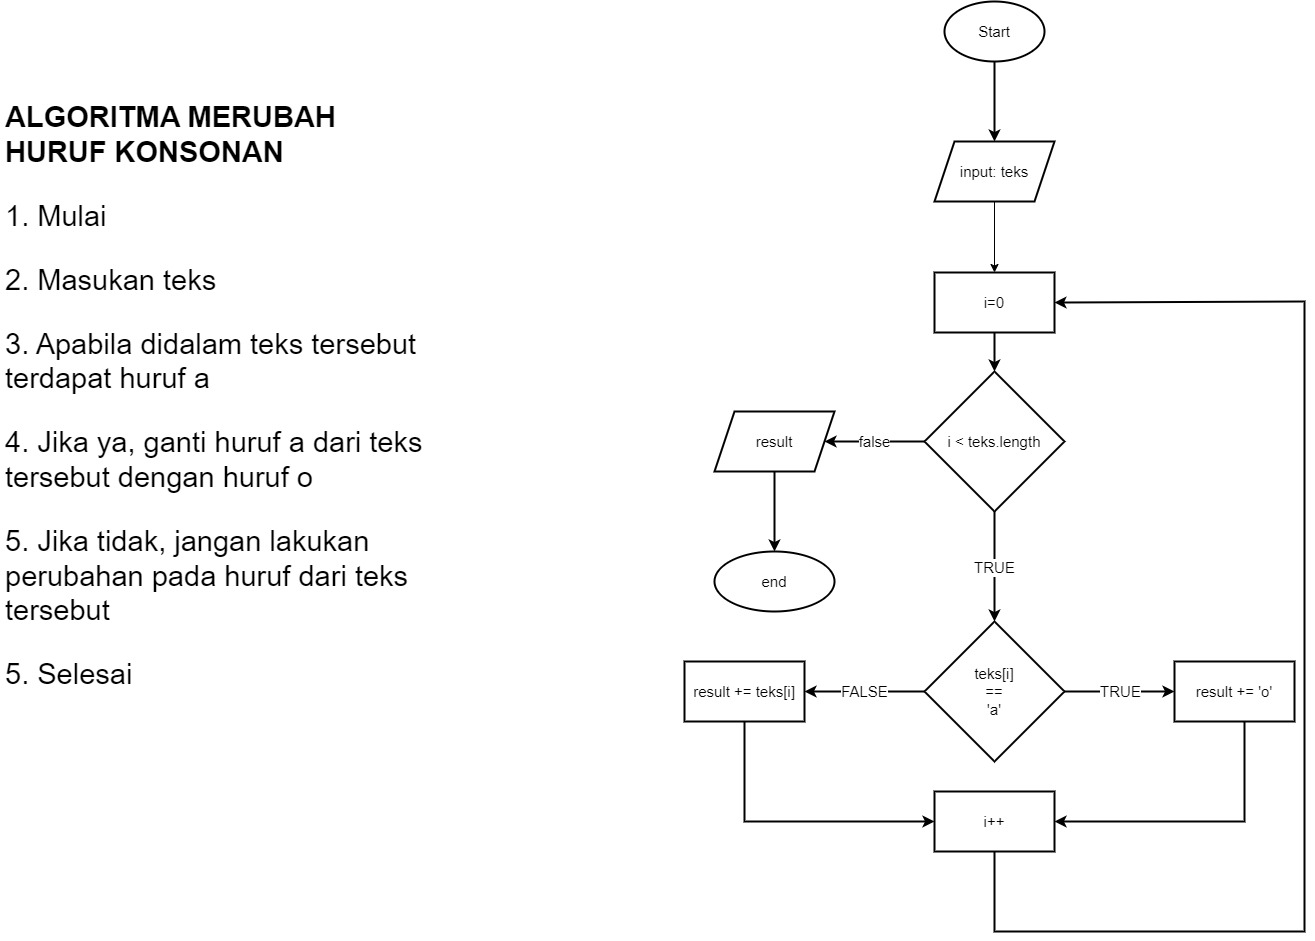 ALGORITMA MERUBAH
HURUF KONSONAN
1. Mulai
2. Masukan teks
3. Apabila didalam teks tersebut
terdapat huruf a
4. Jika ya, ganti huruf a dari teks
tersebut dengan huruf o
5. Jika tidak, jangan lakukan
perubahan pada huruf dari teks
tersebut
5. Selesai
Start
input: teks
i=0
i < teks.length
false
result
end
TRUE
teks[i]
==
'a'
FALSE
result += teks[i]
TRUE
result += 'o'
i++